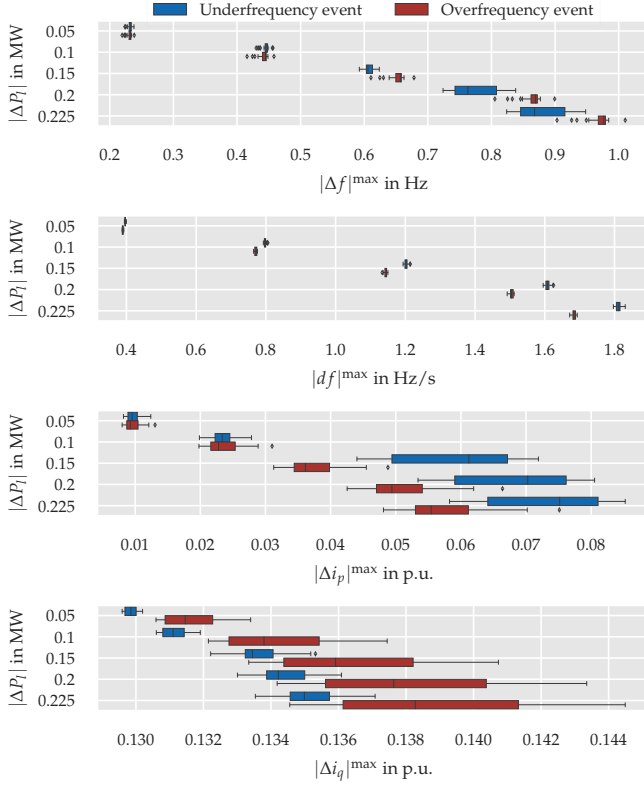 Underfrequency event Overfrequency event
|ΔP_l| in MW
0.05
0.1
0.15
0.2
0.225
0.2 0.3 0.4 0.5 0.6 0.7 0.8 0.9 1.0
|Δf|^max in Hz
|ΔP_l| in MW
0.05
0.1
0.15
0.2
0.225
0.4 0.6 0.8 1.0 1.2 1.4 1.6 1.8
|df|^max in Hz/s
|ΔP_l| in MW
0.05
0.1
0.15
0.2
0.225
0.01 0.02 0.03 0.04 0.05 0.06 0.07 0.08
|Δi_p|^max in p.u.
|ΔP_l| in MW
0.05
0.1
0.15
0.2
0.225
0.130 0.132 0.134 0.136 0.138 0.140 0.142 0.144
|Δi_q|^max in p.u.